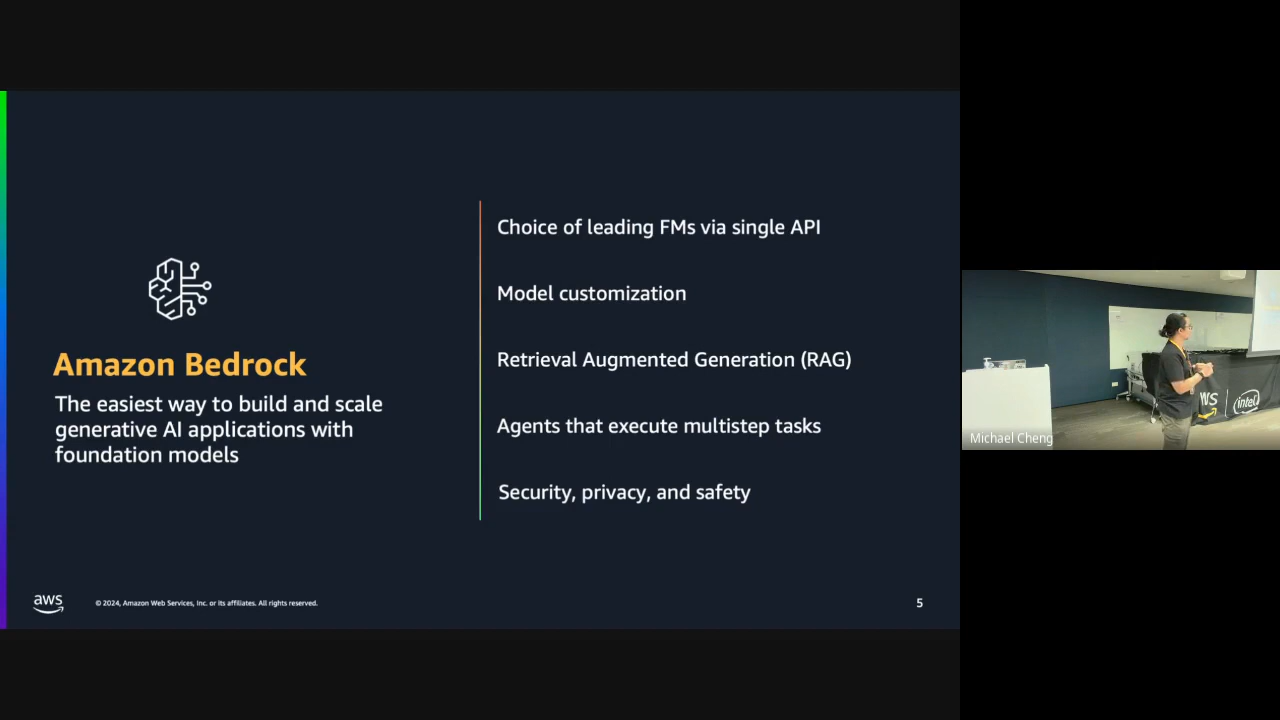 Amazon Bedrock
The easiest way to build and scale
generative AI applications with
foundation models
Choice of leading FMs via single API
Model customization
Retrieval Augmented Generation (RAG)
Agents that execute multistep tasks
Security, privacy, and safety
aws
© 2024, Amazon Web Services, Inc. or its affiliates. All rights reserved.
5
intel
Michael Cheng